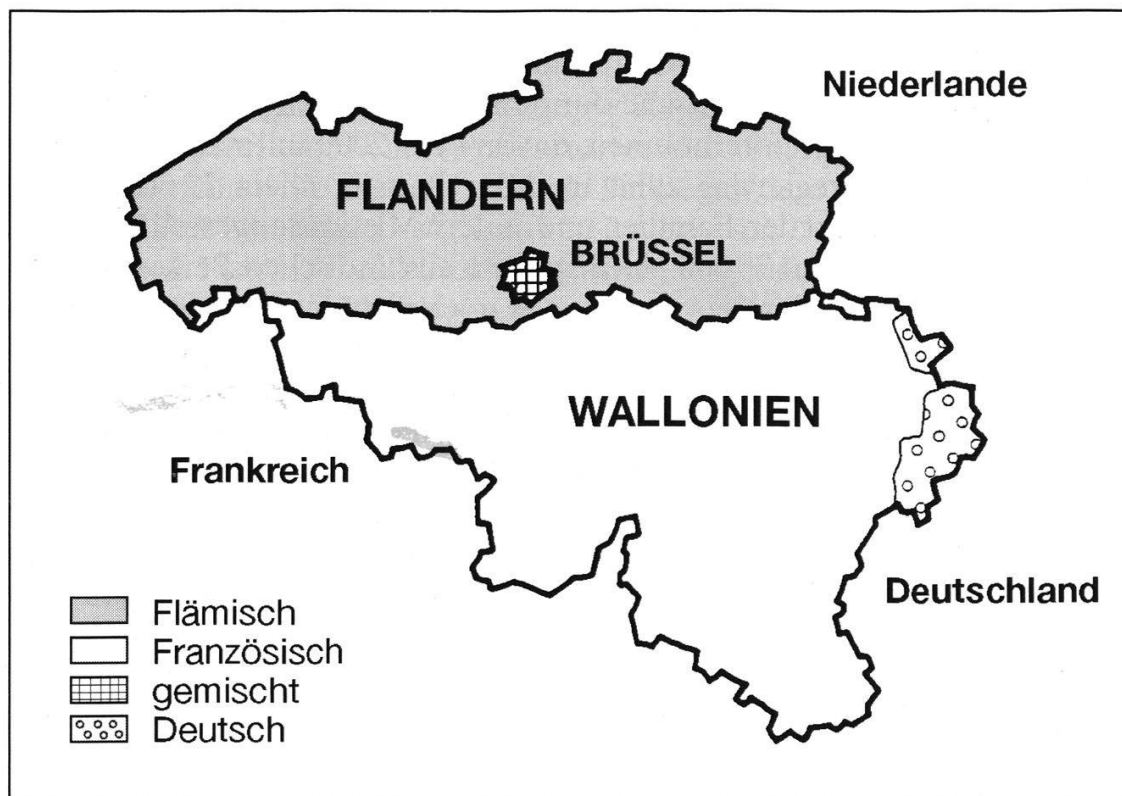 Niederlande
FLANDERN
BRÜSSEL
WALLONIEN
Frankreich
Deutschland
Flämisch
Französisch
gemischt
Deutsch